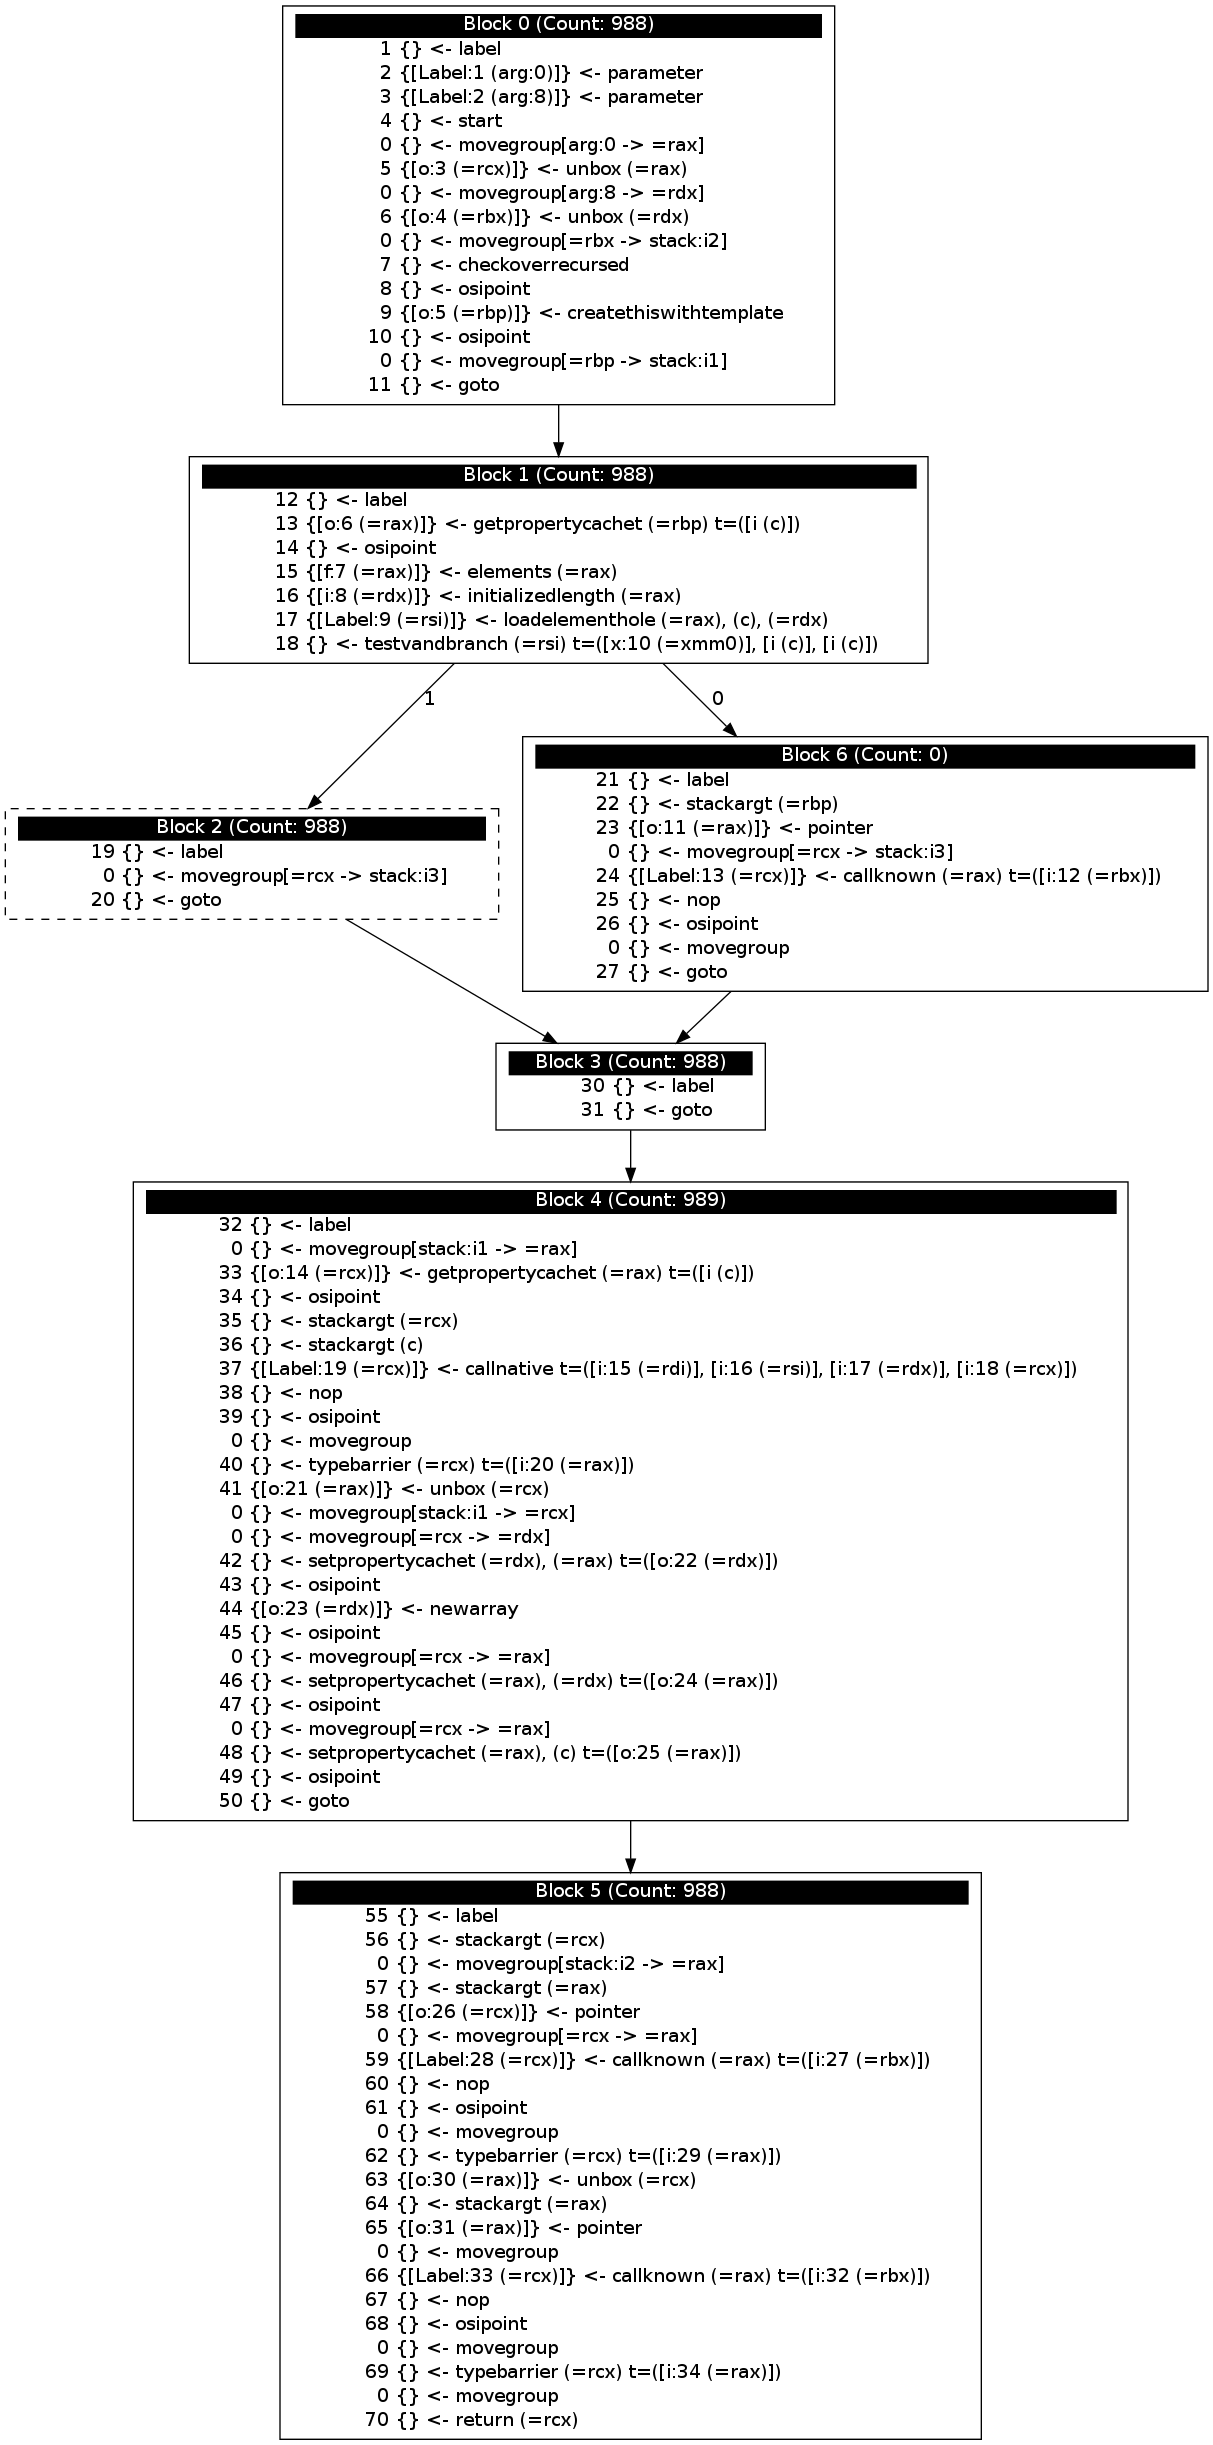 Block 0 (Count: 988)
1 {} <- label
2 {[Label:1 (arg:0)]} <- parameter
3 {[Label:2 (arg:8)]} <- parameter
4 {} <- start
0 {} <- movegroup[arg:0 -> =rax]
5 {[o:3 (=rcx)]} <- unbox (=rax)
0 {} <- movegroup[arg:8 -> =rdx]
6 {[o:4 (=rbx)]} <- unbox (=rdx)
0 {} <- movegroup[=rbx -> stack:i2]
7 {} <- checkoverrecursed
8 {} <- osipoint
9 {[o:5 (=rbp)]} <- createthiswithtemplate
10 {} <- osipoint
0 {} <- movegroup[=rbp -> stack:i1]
11 {} <- goto
Block 1 (Count: 988)
12 {} <- label
13 {[o:6 (=rax)]} <- getpropertycachet (=rbp) t=([i (c)])
14 {} <- osipoint
15 {[f:7 (=rax)]} <- elements (=rax)
16 {[i:8 (=rdx)]} <- initializedlength (=rax)
17 {[Label:9 (=rsi)]} <- loadelementhole (=rax), (c), (=rdx)
18 {} <- testvandbranch (=rsi) t=([x:10 (=xmm0)], [i (c)], [i (c)])
1
0
Block 2 (Count: 988)
19 {} <- label
0 {} <- movegroup[=rcx -> stack:i3]
20 {} <- goto
Block 6 (Count: 0)
21 {} <- label
22 {} <- stackargt (=rbp)
23 {[o:11 (=rax)]} <- pointer
0 {} <- movegroup[=rcx -> stack:i3]
24 {[Label:13 (=rcx)]} <- callknown (=rax) t=([i:12 (=rbx)])
25 {} <- nop
26 {} <- osipoint
0 {} <- movegroup
27 {} <- goto
Block 3 (Count: 988)
30 {} <- label
31 {} <- goto
Block 4 (Count: 989)
32 {} <- label
0 {} <- movegroup[stack:i1 -> =rax]
33 {[o:14 (=rcx)]} <- getpropertycachet (=rax) t=([i (c)])
34 {} <- osipoint
35 {} <- stackargt (=rcx)
36 {} <- stackargt (c)
37 {[Label:19 (=rcx)]} <- callnative t=([i:15 (=rdi)], [i:16 (=rsi)], [i:17 (=rdx)], [i:18 (=rcx)])
38 {} <- nop
39 {} <- osipoint
0 {} <- movegroup
40 {} <- typebarrier (=rcx) t=([i:20 (=rax)])
41 {[o:21 (=rax)]} <- unbox (=rcx)
0 {} <- movegroup[stack:i1 -> =rcx]
0 {} <- movegroup[=rcx -> =rdx]
42 {} <- setpropertycachet (=rdx), (=rax) t=([o:22 (=rdx)])
43 {} <- osipoint
44 {[o:23 (=rdx)]} <- newarray
45 {} <- osipoint
0 {} <- movegroup[=rcx -> =rax]
46 {} <- setpropertycachet (=rax), (=rdx) t=([o:24 (=rax)])
47 {} <- osipoint
0 {} <- movegroup[=rcx -> =rax]
48 {} <- setpropertycachet (=rax), (c) t=([o:25 (=rax)])
49 {} <- osipoint
50 {} <- goto
Block 5 (Count: 988)
55 {} <- label
56 {} <- stackargt (=rcx)
0 {} <- movegroup[stack:i2 -> =rax]
57 {} <- stackargt (=rax)
58 {[o:26 (=rcx)]} <- pointer
0 {} <- movegroup[=rcx -> =rax]
59 {[Label:28 (=rcx)]} <- callknown (=rax) t=([i:27 (=rbx)])
60 {} <- nop
61 {} <- osipoint
0 {} <- movegroup
62 {} <- typebarrier (=rcx) t=([i:29 (=rax)])
63 {[o:30 (=rax)]} <- unbox (=rcx)
64 {} <- stackargt (=rax)
65 {[o:31 (=rax)]} <- pointer
0 {} <- movegroup
66 {[Label:33 (=rcx)]} <- callknown (=rax) t=([i:32 (=rbx)])
67 {} <- nop
68 {} <- osipoint
0 {} <- movegroup
69 {} <- typebarrier (=rcx) t=([i:34 (=rax)])
0 {} <- movegroup
70 {} <- return (=rcx)